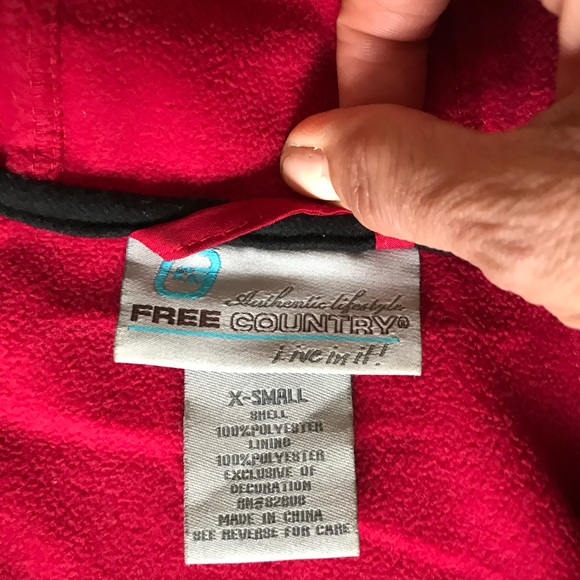 Authentic lifestyle
FREE COUNTRY®
Live in it!
X-SMALL
SHELL
100%POLYESTER
LINING
100%POLYESTER
EXCLUSIVE OF
DECORATION
RN#82808
MADE IN CHINA
SEE REVERSE FOR CARE